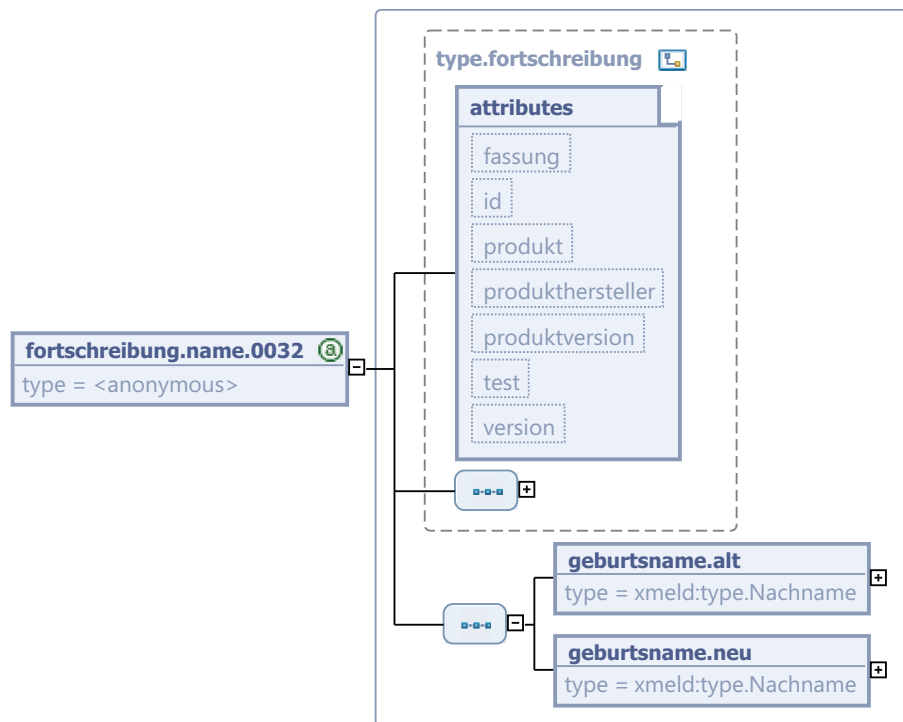 type.fortschreibung
attributes
fassung
id
produkt
produkthersteller
produktversion
test
version
fortschreibung.name.0032 @
type = <anonymous>
geburtsname.alt
type = xmeld:type.Nachname
geburtsname.neu
type = xmeld:type.Nachname